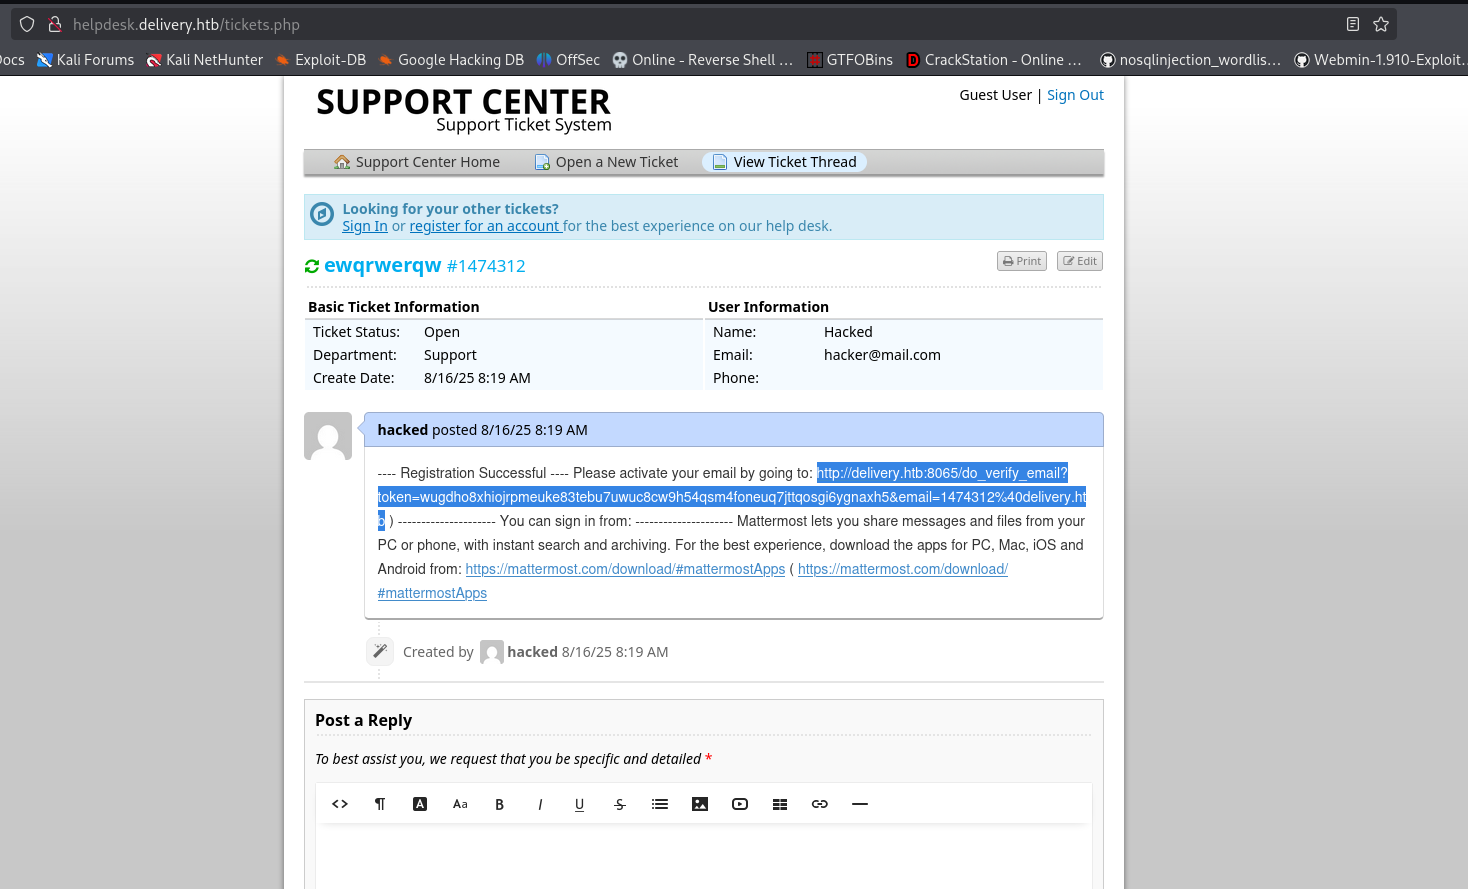 helpdesk.delivery.htb/tickets.php
Docs Kali Forums Kali NetHunter Exploit-DB Google Hacking DB OffSec Online - Reverse Shell ... GTFOBins CrackStation - Online ... nosqlinjection_wordlis... Webmin-1.910-Exploit...
SUPPORT CENTER
Support Ticket System
Guest User | Sign Out
Support Center Home Open a New Ticket View Ticket Thread
Looking for your other tickets?
Sign In or register for an account for the best experience on our help desk.
ewqrwerqw #1474312
Print Edit
Basic Ticket Information User Information
Ticket Status: Open Name: Hacked
Department: Support Email: hacker@mail.com
Create Date: 8/16/25 8:19 AM Phone:
hacked posted 8/16/25 8:19 AM
---- Registration Successful ---- Please activate your email by going to: http://delivery.htb:8065/do_verify_email?
token=wugdho8xhiojrpmeuke83tebu7uwuc8cw9h54qsm4foneuq7jttqosgi6ygnaxh5&email=1474312%40delivery.ht
b ) --------------------- You can sign in from: --------------------- Mattermost lets you share messages and files from your
PC or phone, with instant search and archiving. For the best experience, download the apps for PC, Mac, iOS and
Android from: https://mattermost.com/download/#mattermostApps ( https://mattermost.com/download/
#mattermostApps
Created by hacked 8/16/25 8:19 AM
Post a Reply
To best assist you, we request that you be specific and detailed *
<> ¶ A Aa B I U S